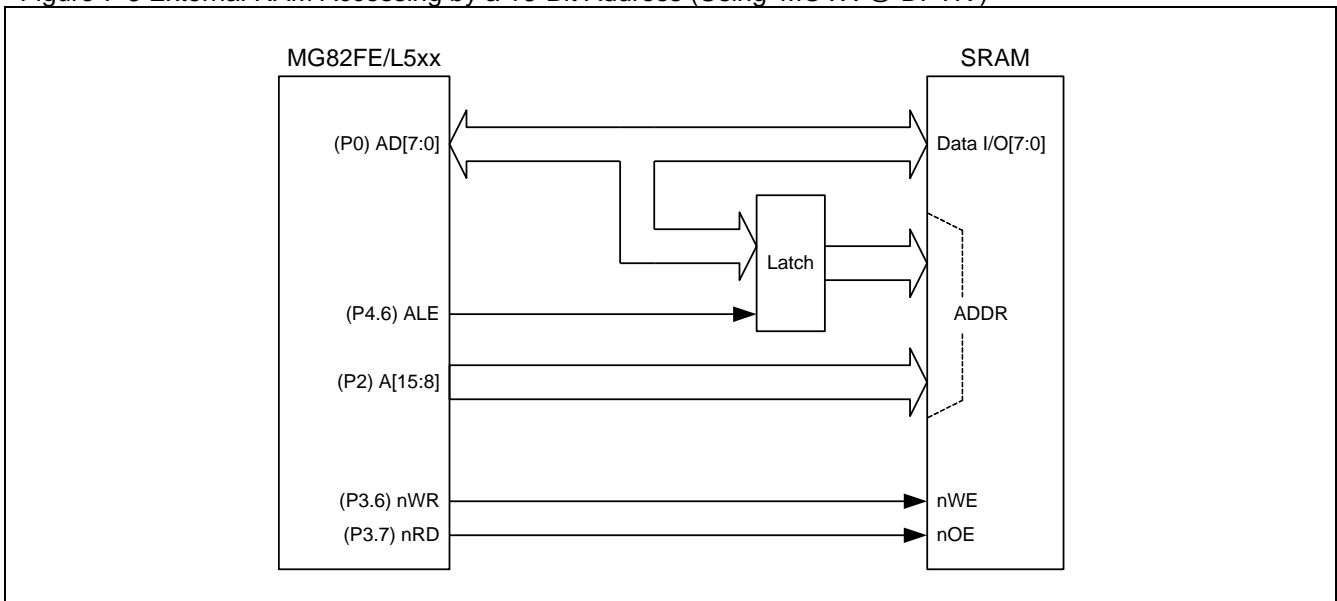 MG82FE/L5xx
SRAM
(P0) AD[7:0]
Data I/O[7:0]
Latch
(P4.6) ALE
ADDR
(P2) A[15:8]
(P3.6) nWR
nWE
(P3.7) nRD
nOE